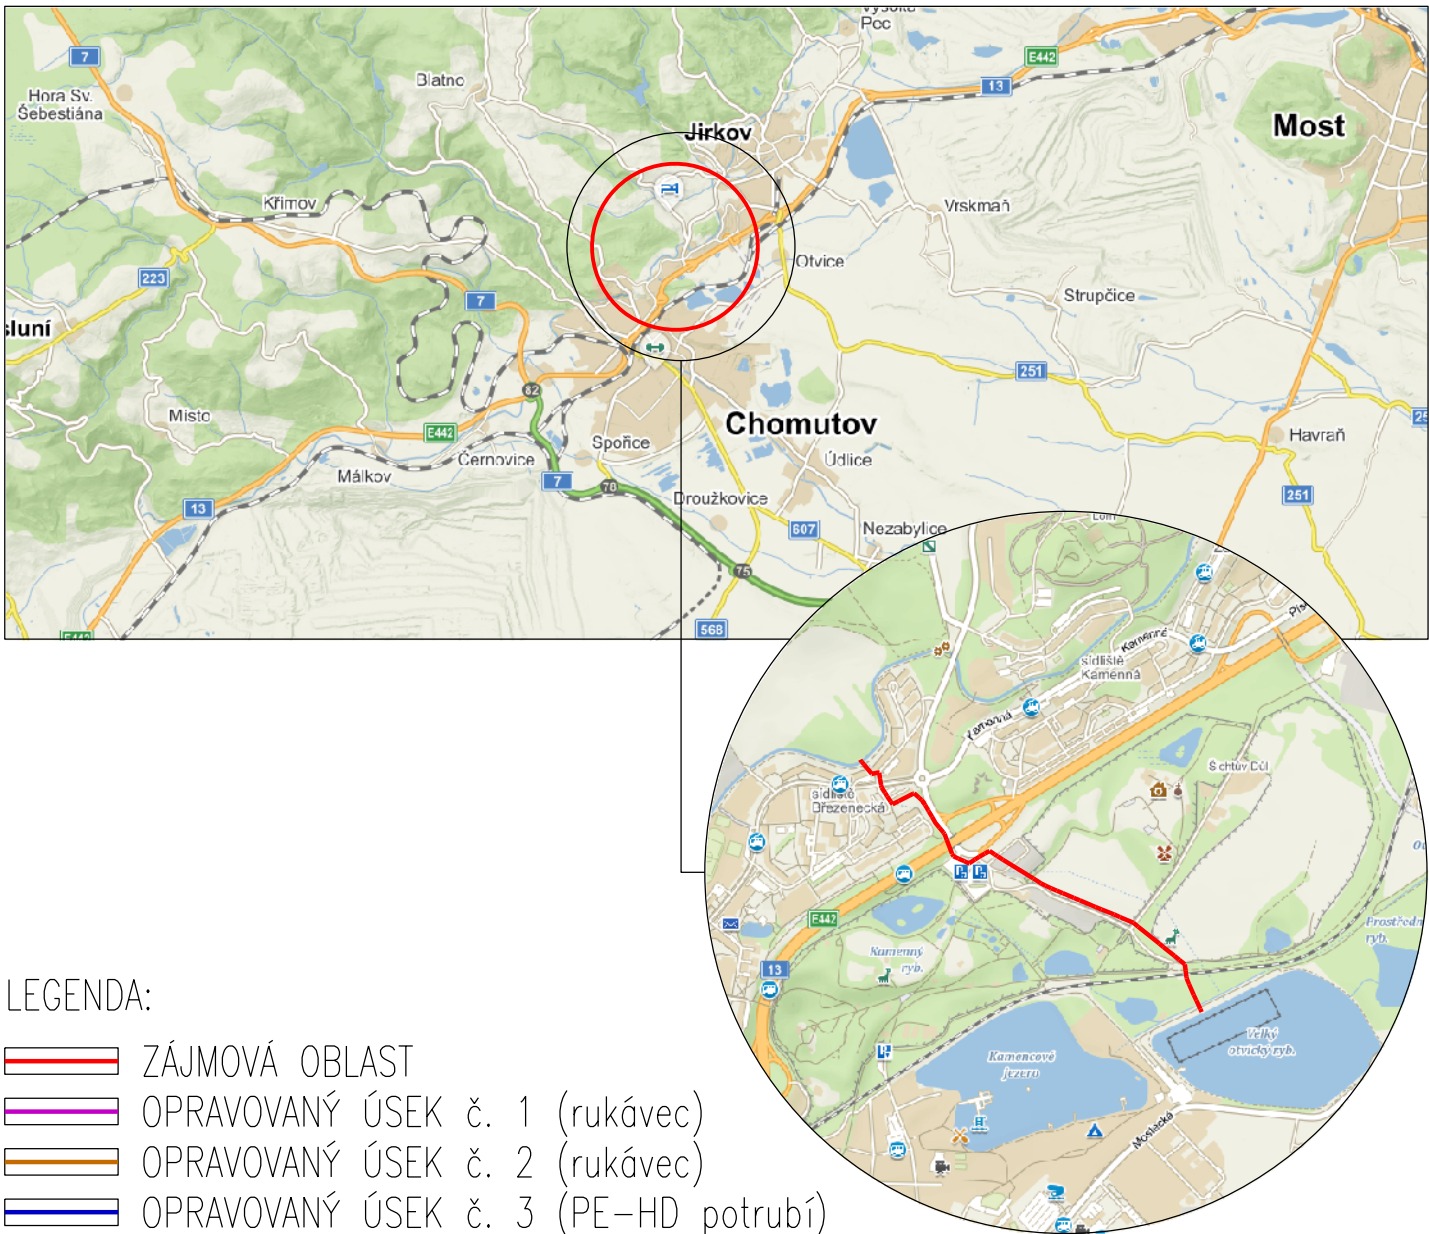 Vysoká
Pec
7
E442
Blatno
13
Hora Sv.
Šebestiána
Jirkov
Most
Křimov
Vrskmaň
Otvice
223
7
Strupčice
sluní
251
82
Místo
E442
Chomutov
Havraň
Spořice
Černovice
Údlice
Málkov
7
78
Droužkovice
251
13
607
Nezabylice
75
568
E442
Kamenná
sídliště
Kamenná
Kamenná
Šichtův Důl
sídliště
Březenecká
E442
Prostřední
ryb.
Kamenný
ryb.
13
Velký
otvický ryb.
Kamencové
jezero
Mostecká
LEGENDA:
ZÁJMOVÁ OBLAST
OPRAVOVANÝ ÚSEK č. 1 (rukávec)
OPRAVOVANÝ ÚSEK č. 2 (rukávec)
OPRAVOVANÝ ÚSEK č. 3 (PE-HD potrubí)